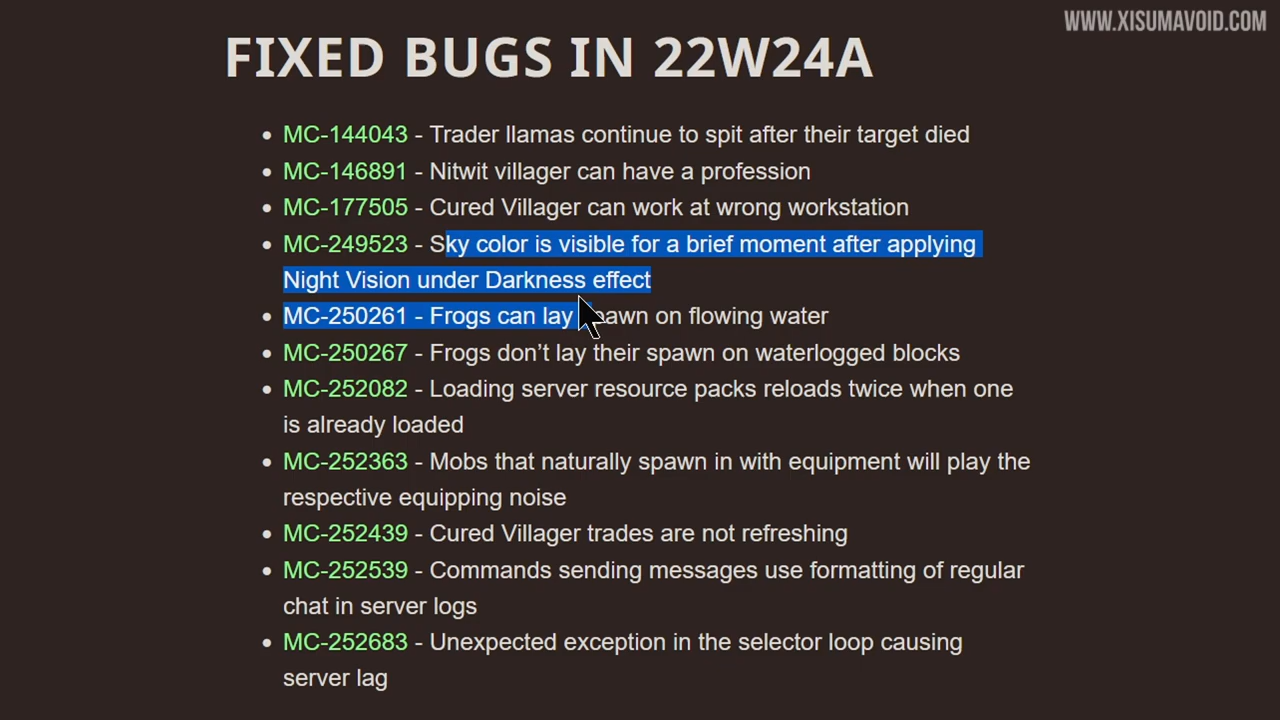 WWW.XISUMAVOID.COM
FIXED BUGS IN 22W24A
MC-144043 - Trader llamas continue to spit after their target died
MC-146891 - Nitwit villager can have a profession
MC-177505 - Cured Villager can work at wrong workstation
MC-249523 - Sky color is visible for a brief moment after applying
Night Vision under Darkness effect
MC-250261 - Frogs can lay spawn on flowing water
MC-250267 - Frogs don’t lay their spawn on waterlogged blocks
MC-252082 - Loading server resource packs reloads twice when one
is already loaded
MC-252363 - Mobs that naturally spawn in with equipment will play the
respective equipping noise
MC-252439 - Cured Villager trades are not refreshing
MC-252539 - Commands sending messages use formatting of regular
chat in server logs
MC-252683 - Unexpected exception in the selector loop causing
server lag